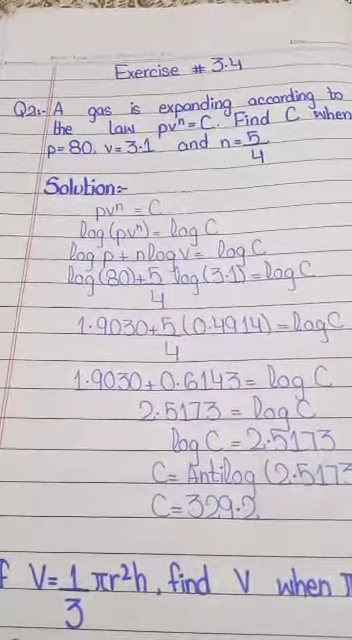 Exercise # 3.4
Q2:- A gas is expanding according to
the law pvⁿ=C. Find C when
p=80, v=3.1 and n=5/4
Solution:-
pvⁿ = C
log(pvⁿ)= log C
log p + n log v = log C
log(80)+5/4 log(3.1)=log C
1.9030+5/4(0.4914)=log C
1.9030+0.6143= log C
2.5173 = log C
log C = 2.5173
C= Antilog (2.5173
C=329.2
f V=1/3 πr²h, find V when π